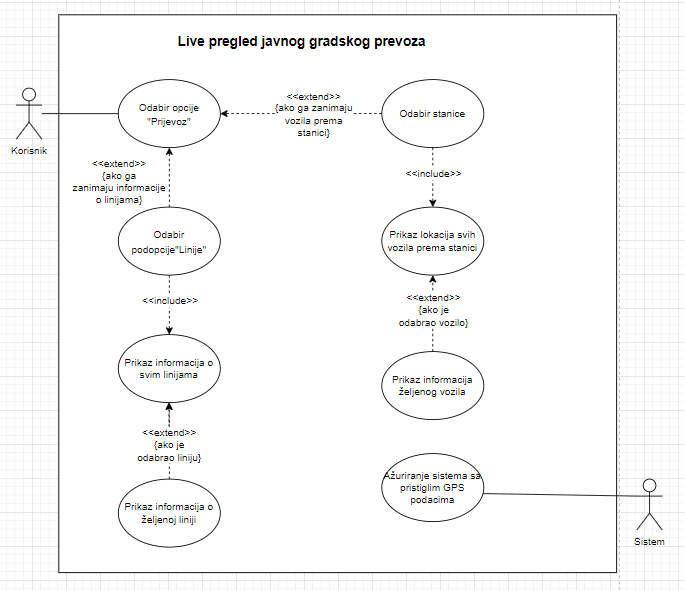 Live pregled javnog gradskog prevoza
Korisnik
Odabir opcije
"Prijevoz"
<<extend>>
{ako ga zanimaju
vozila prema
stanici}
Odabir stanice
<<extend>>
{ako ga
zanimaju informacije
o linijama}
<<include>>
Odabir
podopcije"Linije"
Prikaz lokacija svih
vozila prema stanici
<<include>>
<<extend>>
{ako je
odabrao vozilo}
Prikaz informacija o
svim linijama
Prikaz informacija
željenog vozila
<<extend>>
{ako je
odabrao liniju}
Prikaz informacija o
željenoj liniji
Ažuriranje sistema sa
pristiglim GPS
podacima
Sistem